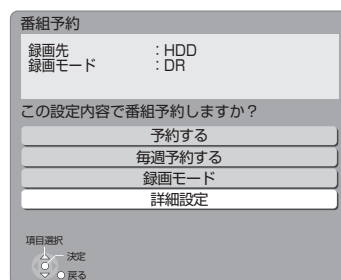 番組予約
録画先 :HDD
録画モード :DR
この設定内容で番組予約しますか?
予約する
毎週予約する
録画モード
詳細設定
項目選択
決定
戻る